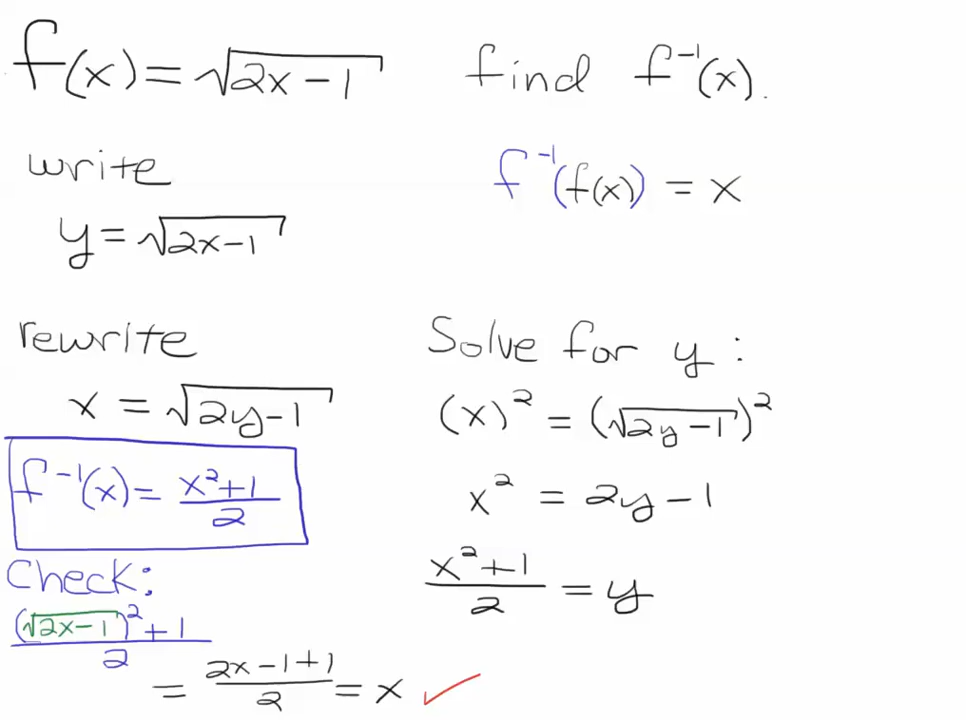 f(x) = √(2x - 1)    find f⁻¹(x).
write    f⁻¹(f(x)) = x
y = √(2x-1)
rewrite
x = √(2y-1)
f⁻¹(x) = (x²+1)/2
Check:
((√(2x-1))² + 1)/2
= (2x-1+1)/2 = x ✓
Solve for y:
(x)² = (√(2y-1))²
x² = 2y - 1
(x²+1)/2 = y